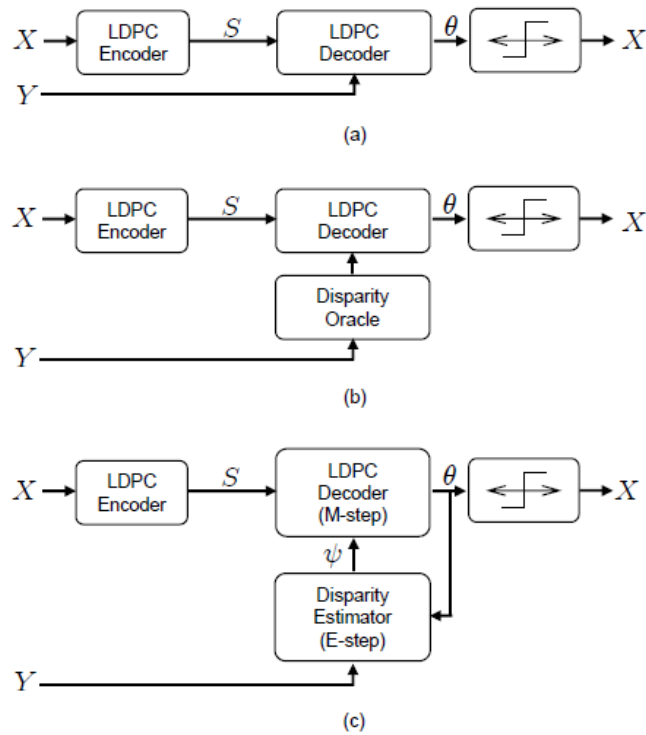 X LDPC Encoder S LDPC Decoder θ X
Y
(a)
X LDPC Encoder S LDPC Decoder θ X
Disparity Oracle
Y
(b)
X LDPC Encoder S LDPC Decoder (M-step) θ X
ψ
Disparity Estimator (E-step)
Y
(c)